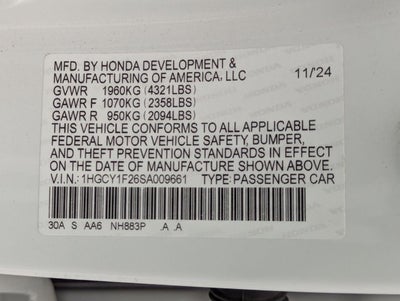 MFD. BY HONDA DEVELOPMENT &
MANUFACTURING OF AMERICA, LLC 11/24
GVWR 1960KG (4321LBS)
GAWR F 1070KG (2358LBS)
GAWR R 950KG (2094LBS)
THIS VEHICLE CONFORMS TO ALL APPLICABLE
FEDERAL MOTOR VEHICLE SAFETY, BUMPER,
AND THEFT PREVENTION STANDARDS IN EFFECT
ON THE DATE OF MANUFACTURE SHOWN ABOVE.
V.I.N.: 1HGCY1F26SA009661 TYPE: PASSENGER CAR
30A S AA6 NH883P .A .A